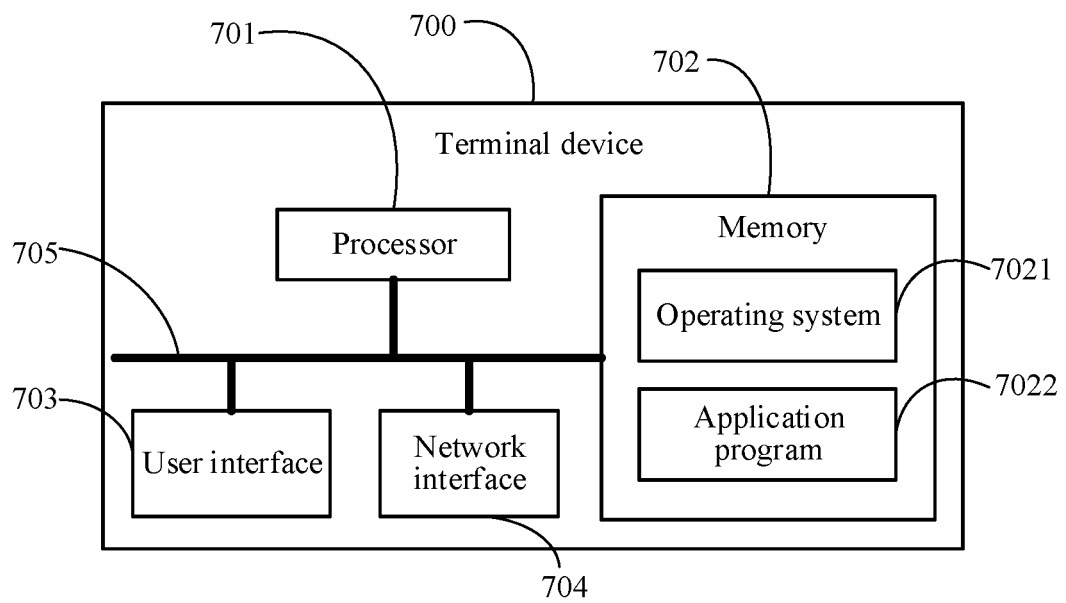 700
701
702
Terminal device
Processor
Memory
705
7021
Operating system
703
7022
User interface
Network
interface
Application
program
704